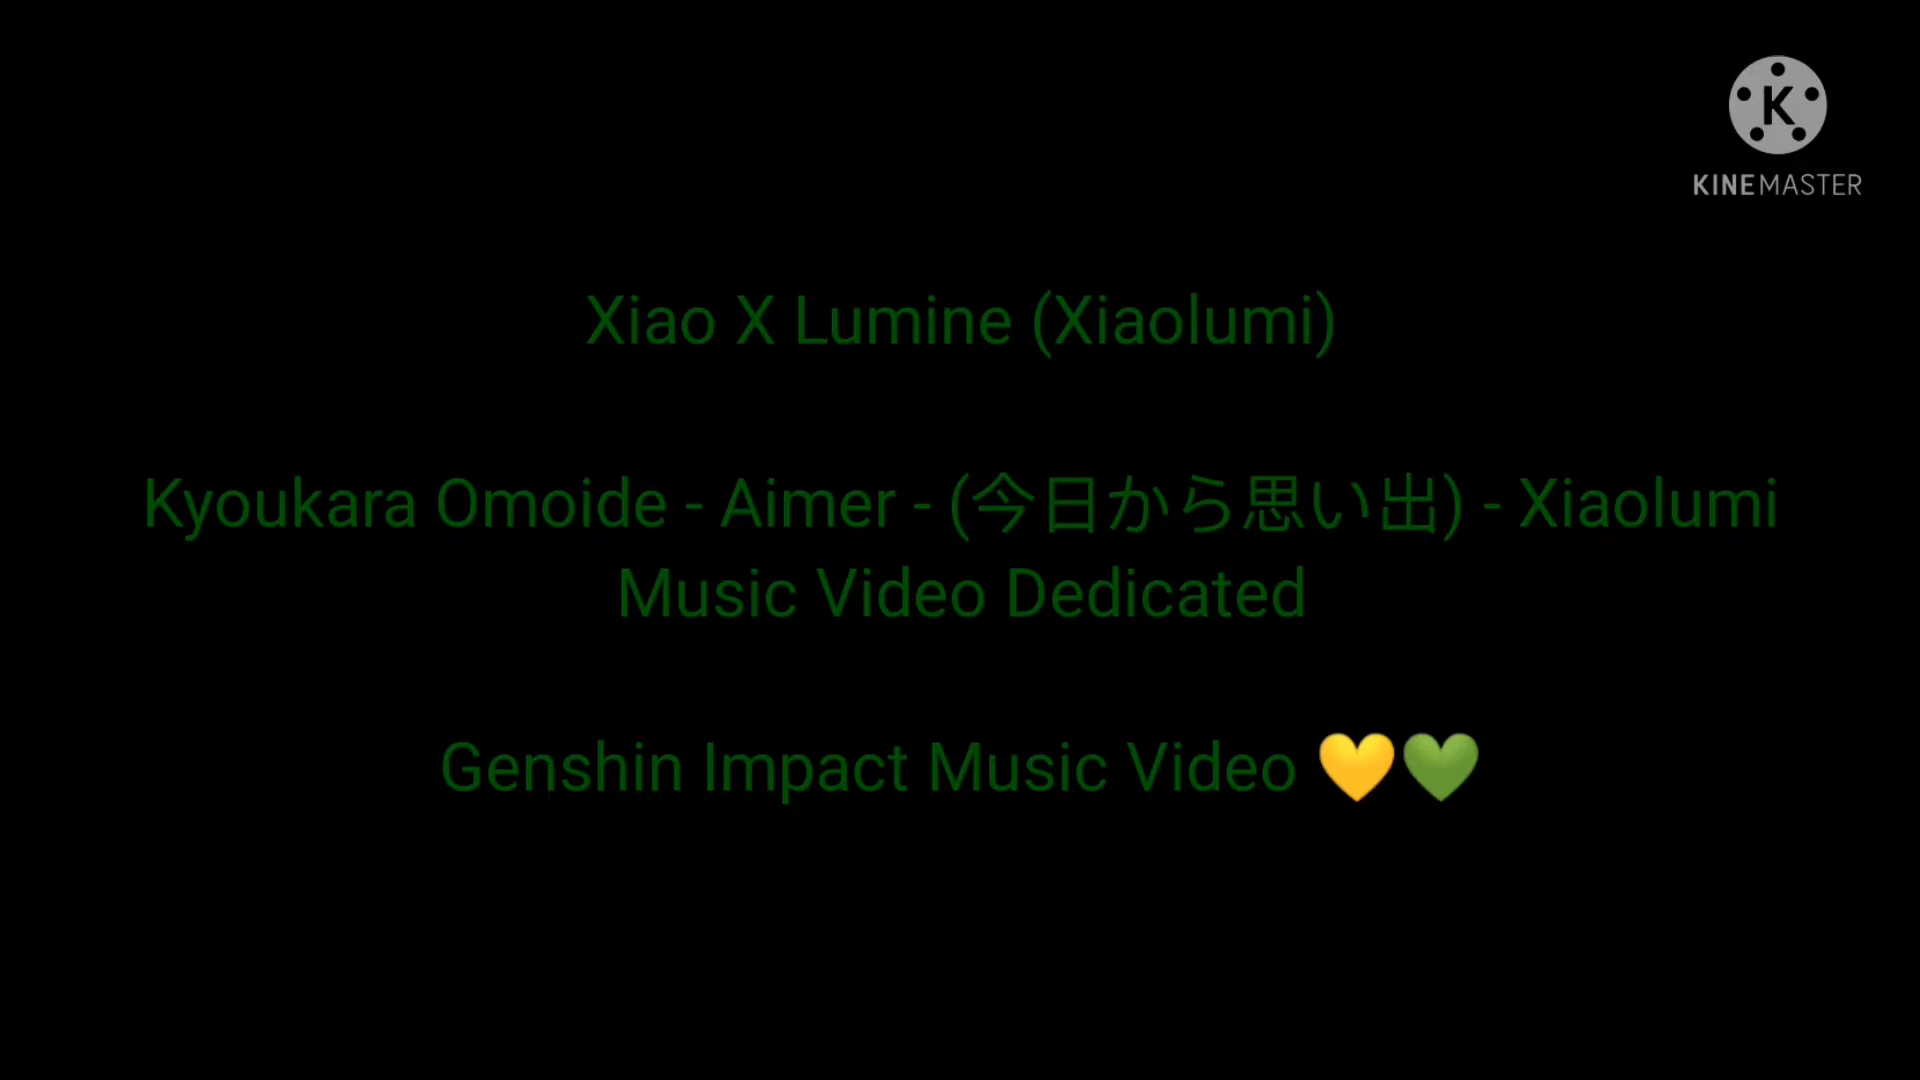 K
KINEMASTER
Xiao X Lumine (Xiaolumi)
Kyoukara Omoide - Aimer - (今日から思い出) - Xiaolumi
Music Video Dedicated
Genshin Impact Music Video 💛💚